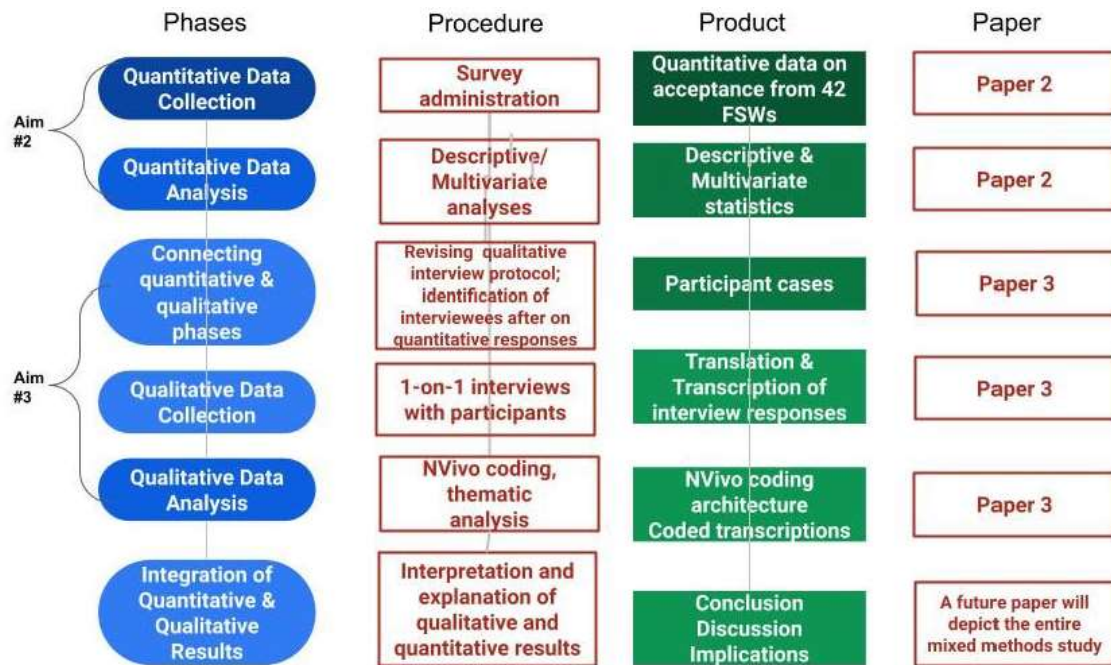 Phases
Procedure
Product
Paper
Aim
#2
Quantitative Data
Collection
Survey
administration
Quantitative data on
acceptance from 42
FSWs
Paper 2
Quantitative Data
Analysis
Descriptive/
Multivariate
analyses
Descriptive &
Multivariate
statistics
Paper 2
Aim
#3
Connecting
quantitative &
qualitative
phases
Revising qualitative
interview protocol;
identification of
interviewees after on
quantitative responses
Participant cases
Paper 3
Qualitative Data
Collection
1-on-1 interviews
with participants
Translation &
Transcription of
interview responses
Paper 3
Qualitative Data
Analysis
NVivo coding,
thematic
analysis
NVivo coding
architecture
Coded transcriptions
Paper 3
Integration of
Quantitative &
Qualitative
Results
Interpretation and
explanation of
qualitative and
quantitative results
Conclusion
Discussion
Implications
A future paper will
depict the entire
mixed methods study